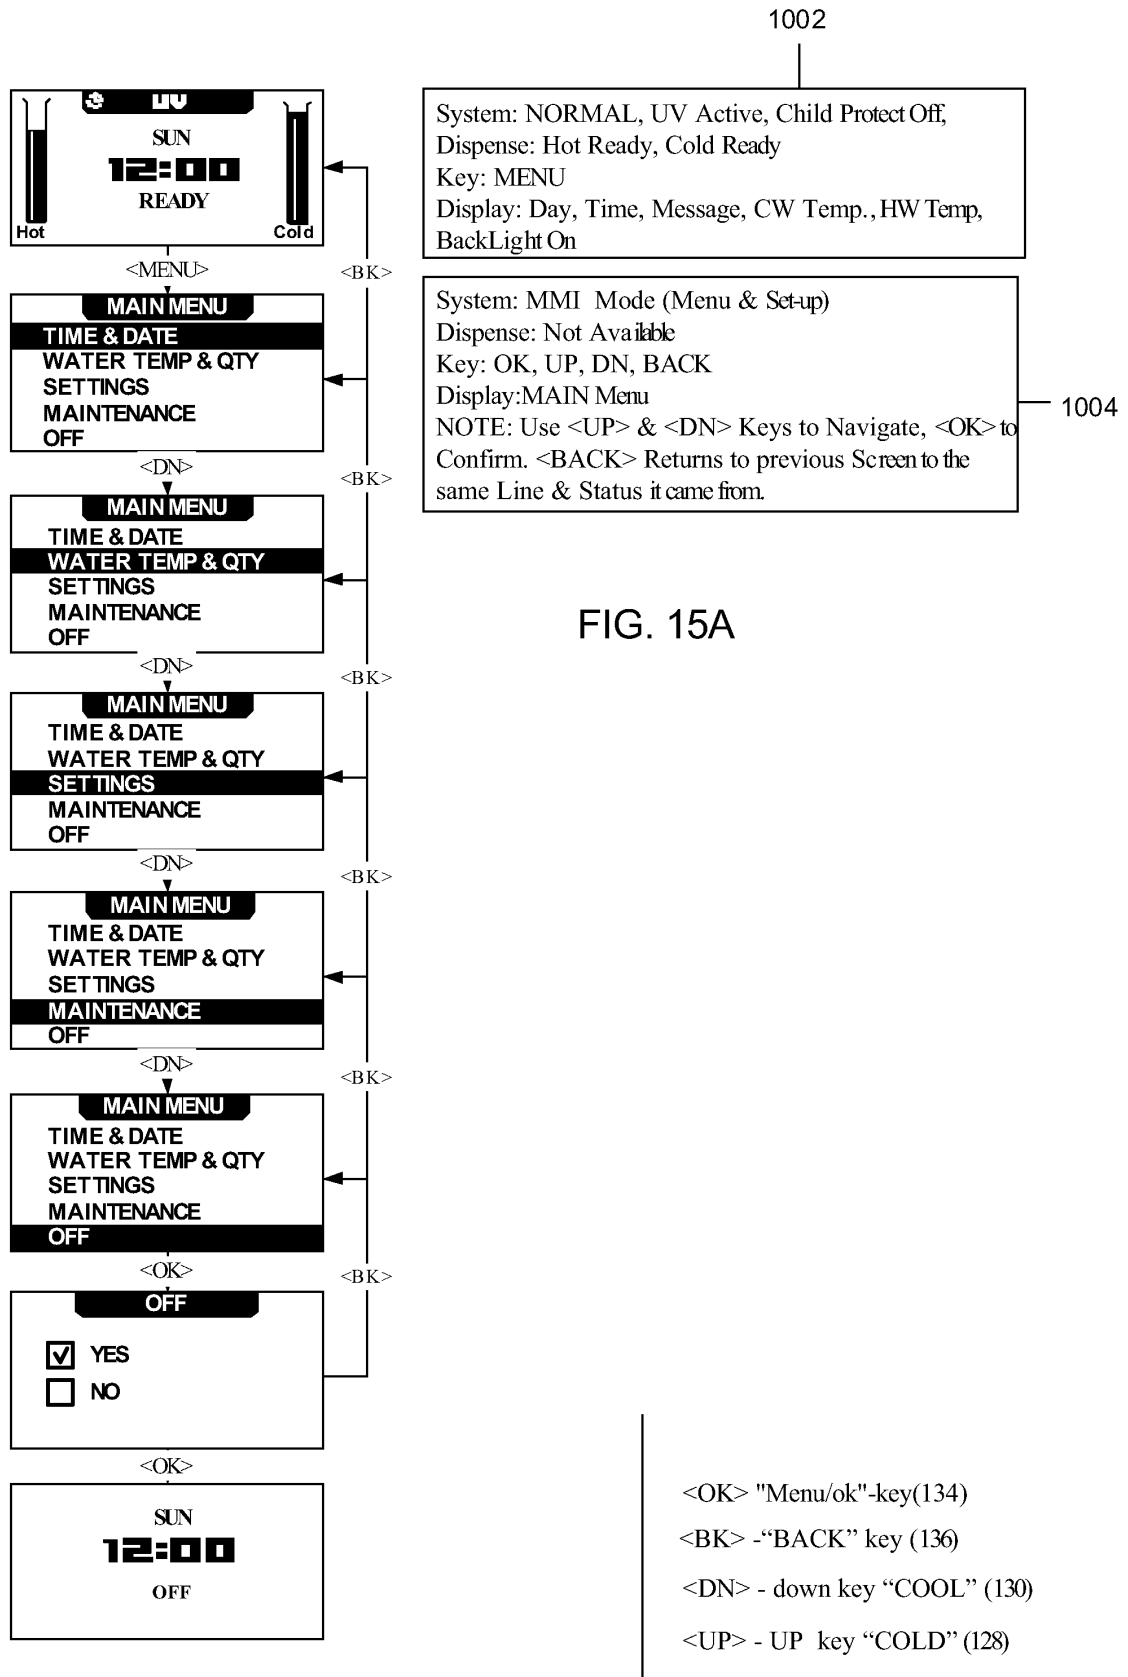 1002
UV
SUN
12:00
READY
Hot
Cold
System: NORMAL, UV Active, Child Protect Off,
Dispense: Hot Ready, Cold Ready
Key: MENU
Display: Day, Time, Message, CW Temp., HW Temp,
BackLight On
<MENU>
<BK>
MAIN MENU
TIME & DATE
WATER TEMP & QTY
SETTINGS
MAINTENANCE
OFF
System: MMI Mode (Menu & Set-up)
Dispense: Not Available
Key: OK, UP, DN, BACK
Display:MAIN Menu
NOTE: Use <UP> & <DN> Keys to Navigate, <OK> to
Confirm. <BACK> Returns to previous Screen to the
same Line & Status it came from.
1004
<DN>
<BK>
MAIN MENU
TIME & DATE
WATER TEMP & QTY
SETTINGS
MAINTENANCE
OFF
FIG. 15A
<DN>
<BK>
MAIN MENU
TIME & DATE
WATER TEMP & QTY
SETTINGS
MAINTENANCE
OFF
<DN>
<BK>
MAIN MENU
TIME & DATE
WATER TEMP & QTY
SETTINGS
MAINTENANCE
OFF
<DN>
<BK>
MAIN MENU
TIME & DATE
WATER TEMP & QTY
SETTINGS
MAINTENANCE
OFF
<OK>
<BK>
OFF
YES
NO
<OK>
SUN
12:00
OFF
<OK> "Menu/ok"-key(134)
<BK> -“BACK” key (136)
<DN> - down key “COOL” (130)
<UP> - UP key “COLD” (128)